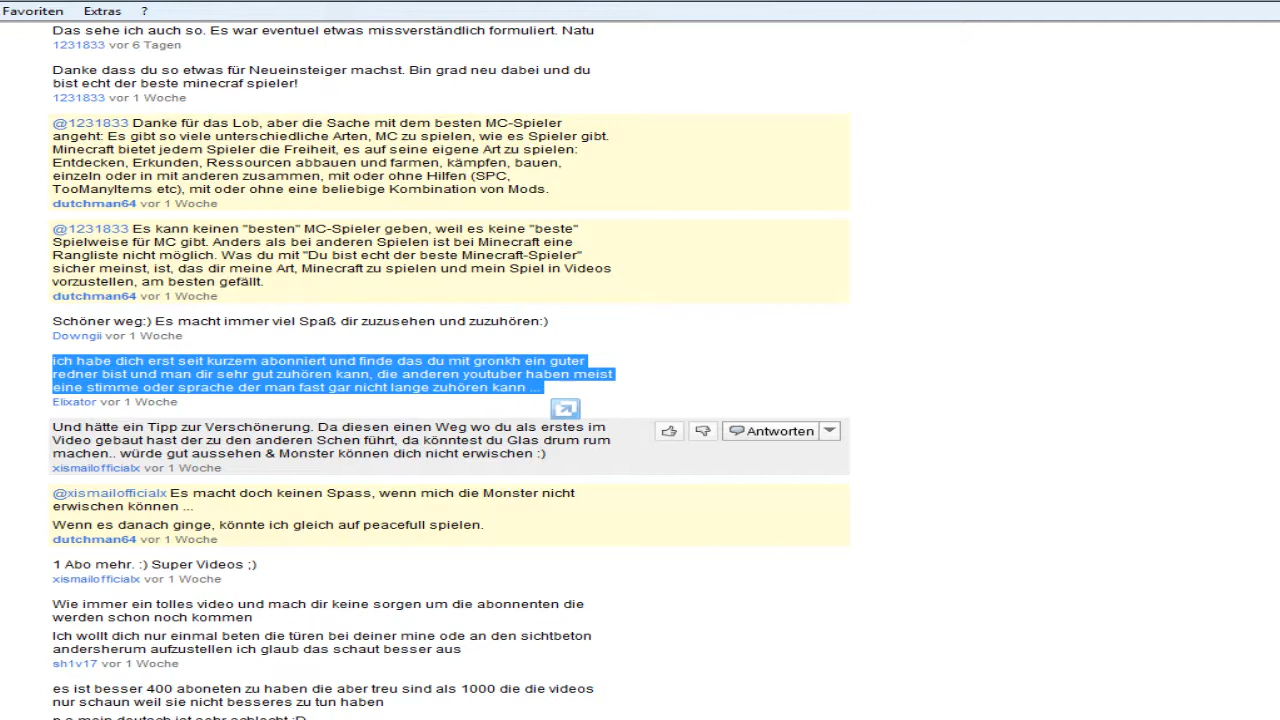 Favoriten Extras ?
Das sehe ich auch so. Es war eventuel etwas missverständlich formuliert. Natu
1231833 vor 6 Tagen
Danke dass du so etwas für Neueinsteiger machst. Bin grad neu dabei und du
bist echt der beste minecraf spieler!
1231833 vor 1 Woche
@1231833 Danke für das Lob, aber die Sache mit dem besten MC-Spieler
angeht: Es gibt so viele unterschiedliche Arten, MC zu spielen, wie es Spieler gibt.
Minecraft bietet jedem Spieler die Freiheit, es auf seine eigene Art zu spielen:
Entdecken, Erkunden, Ressourcen abbauen und farmen, kämpfen, bauen,
einzeln oder in mit anderen zusammen, mit oder ohne Hilfen (SPC,
TooManyItems etc), mit oder ohne eine beliebige Kombination von Mods.
dutchman64 vor 1 Woche
@1231833 Es kann keinen "besten" MC-Spieler geben, weil es keine "beste"
Spielweise für MC gibt. Anders als bei anderen Spielen ist bei Minecraft eine
Rangliste nicht möglich. Was du mit "Du bist echt der beste Minecraft-Spieler"
sicher meinst, ist, das dir meine Art, Minecraft zu spielen und mein Spiel in Videos
vorzustellen, am besten gefällt.
dutchman64 vor 1 Woche
Schöner weg:) Es macht immer viel Spaß dir zuzusehen und zuzuhören:)
Downgii vor 1 Woche
ich habe dich erst seit kurzem abonniert und finde das du mit gronkh ein guter
redner bist und man dir sehr gut zuhören kann, die anderen youtuber haben meist
eine stimme oder sprache der man fast gar nicht lange zuhören kann ...
Elixator vor 1 Woche
Und hätte ein Tipp zur Verschönerung. Da diesen einen Weg wo du als erstes im
Video gebaut hast der zu den anderen Schen führt, da könntest du Glas drum rum
machen.. würde gut aussehen & Monster können dich nicht erwischen :)
xismailofficialx vor 1 Woche
Antworten
@xismailofficialx Es macht doch keinen Spass, wenn mich die Monster nicht
erwischen können ...
Wenn es danach ginge, könnte ich gleich auf peacefull spielen.
dutchman64 vor 1 Woche
1 Abo mehr. :) Super Videos ;)
xismailofficialx vor 1 Woche
Wie immer ein tolles video und mach dir keine sorgen um die abonnenten die
werden schon noch kommen
Ich wollt dich nur einmal beten die türen bei deiner mine ode an den sichtbeton
andersherum aufzustellen ich glaub das schaut besser aus
sh1v17 vor 1 Woche
es ist besser 400 aboneten zu haben die aber treu sind als 1000 die die videos
nur schaun weil sie nicht besseres zu tun haben
p.s mein deutsch ist sehr schlecht :D